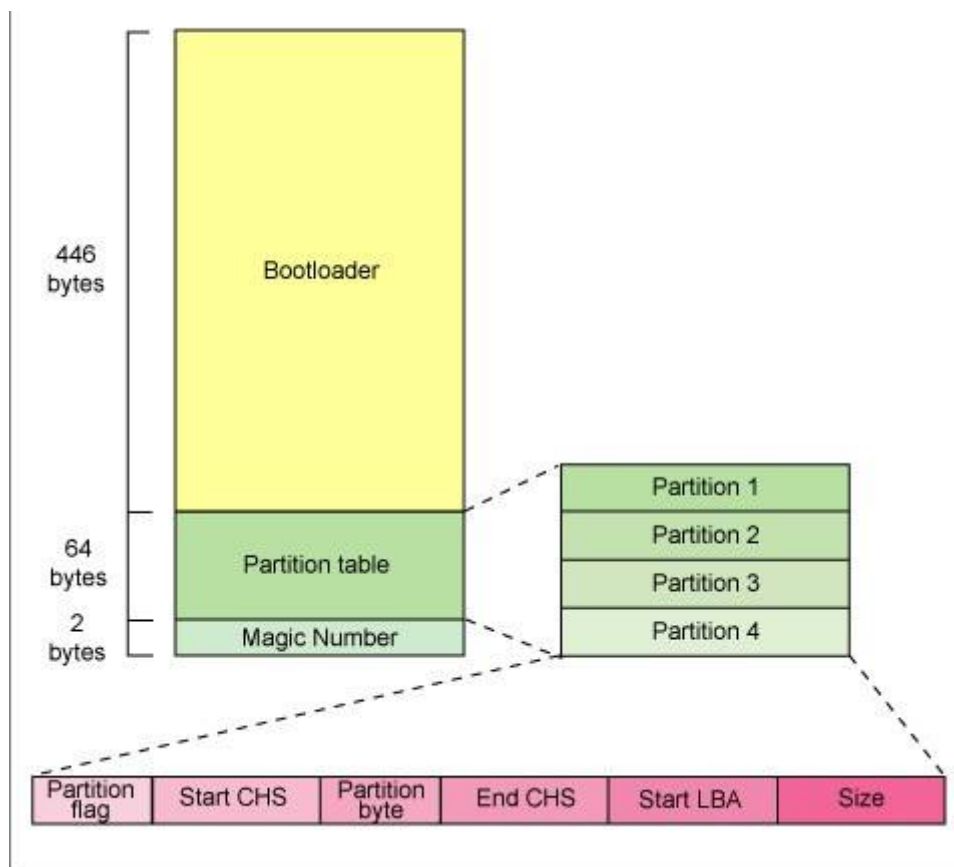 446
bytes
Bootloader
64
bytes
Partition table
2
bytes
Magic Number
Partition 1
Partition 2
Partition 3
Partition 4
Partition
flag
Start CHS
Partition
byte
End CHS
Start LBA
Size